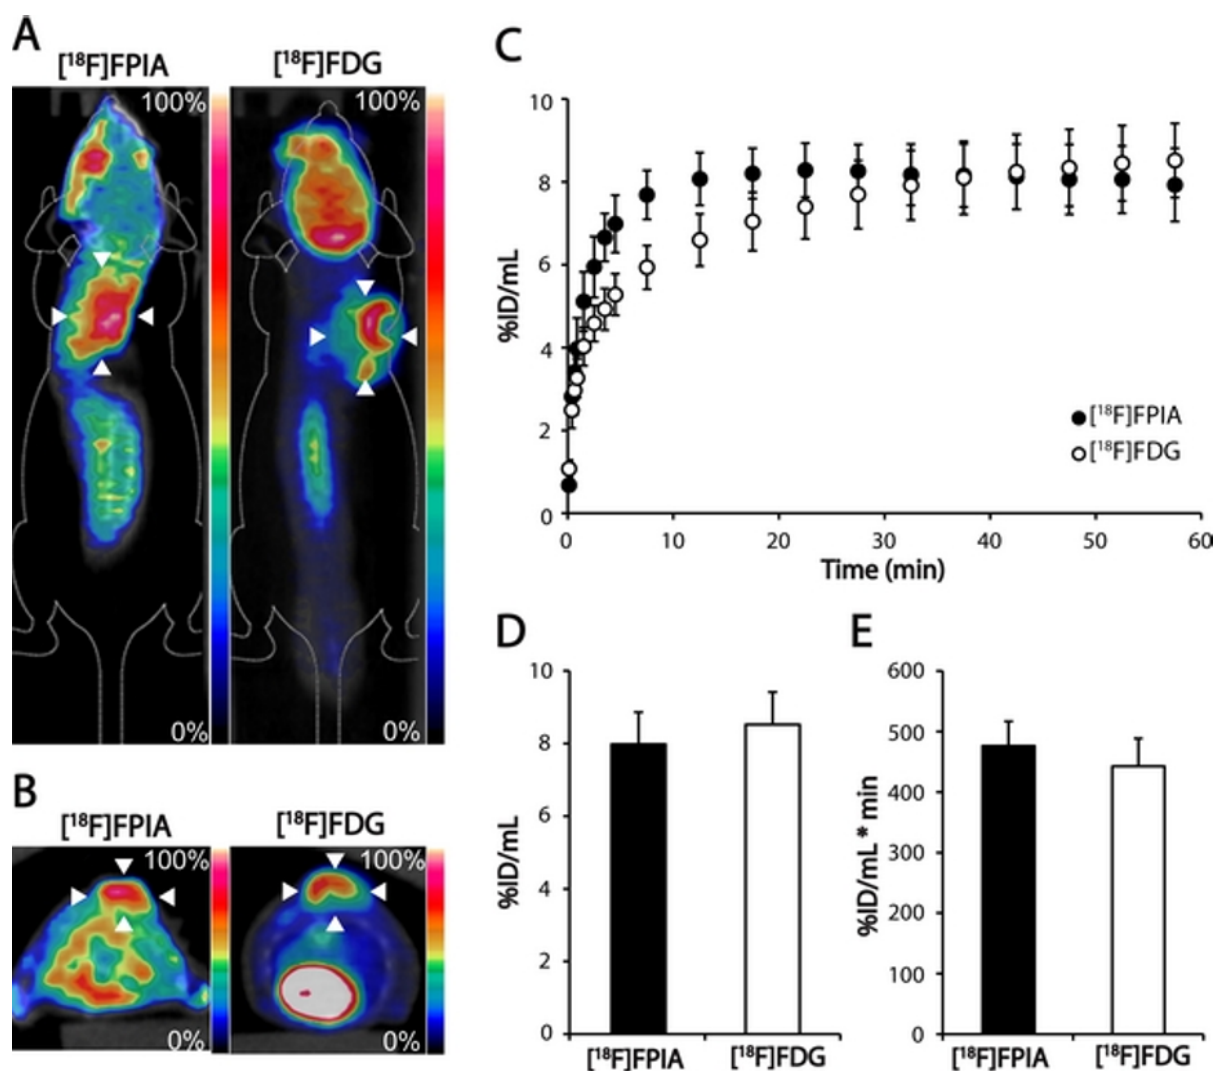 A
[¹⁸F]FPIA
[¹⁸F]FDG
100%
100%
0%
0%
B
[¹⁸F]FPIA
[¹⁸F]FDG
100%
100%
0%
0%
C
10
8
6
4
2
0
%ID/mL
0 10 20 30 40 50 60
Time (min)
[¹⁸F]FPIA
[¹⁸F]FDG
D
10
8
6
4
2
0
%ID/mL
[¹⁸F]FPIA [¹⁸F]FDG
E
600
500
400
300
200
100
0
%ID/mL * min
[¹⁸F]FPIA [¹⁸F]FDG